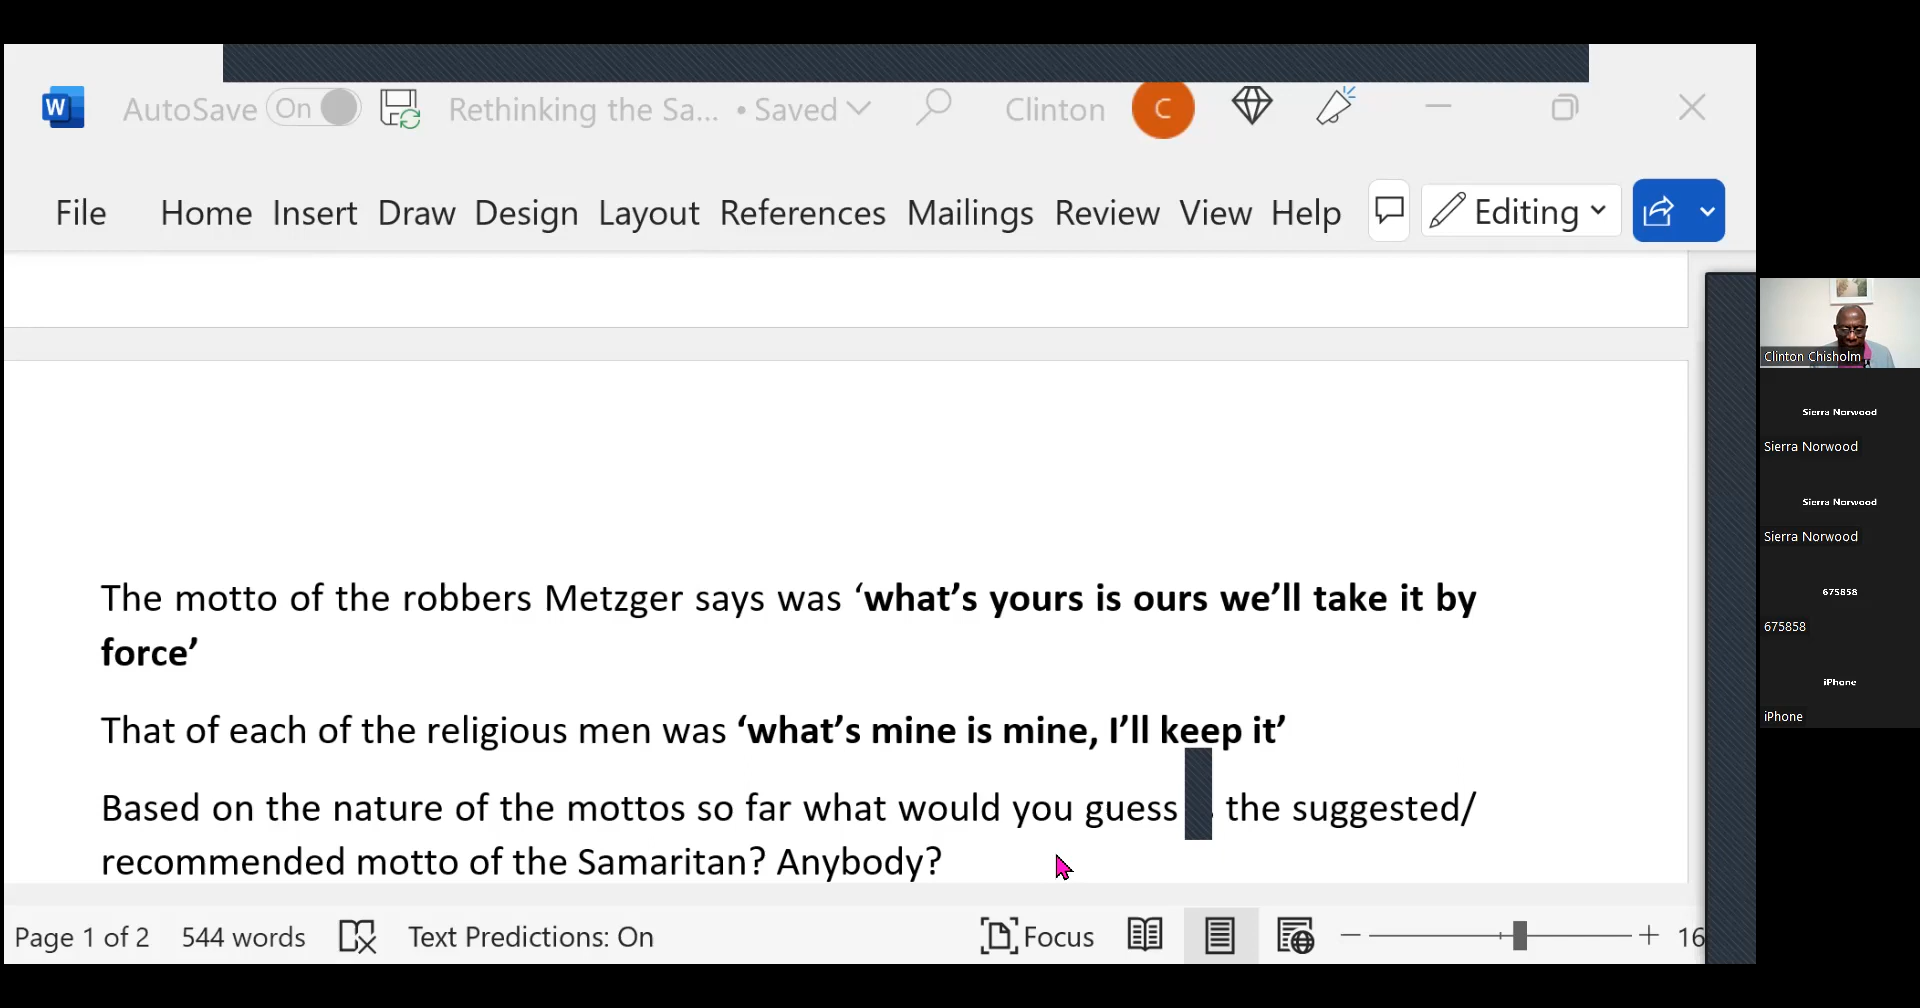 AutoSave On Rethinking the Sa... • Saved Clinton C
File Home Insert Draw Design Layout References Mailings Review View Help Editing
The motto of the robbers Metzger says was ‘what’s yours is ours we’ll take it by
force’
That of each of the religious men was ‘what’s mine is mine, I’ll keep it’
Based on the nature of the mottos so far what would you guess the suggested/
recommended motto of the Samaritan? Anybody?
Page 1 of 2 544 words Text Predictions: On Focus 16
Clinton Chisholm
Sierra Norwood
Sierra Norwood
Sierra Norwood
Sierra Norwood
675858
675858
iPhone
iPhone